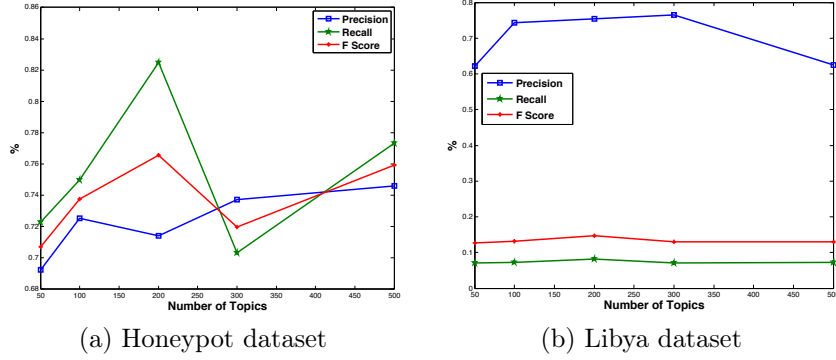 0.86
0.84
0.82
0.8
0.78
0.76
0.74
0.72
0.7
0.68
%
50 100 150 200 250 300 350 400 450 500
Number of Topics
Precision
Recall
F Score
(a) Honeypot dataset
0.8
0.7
0.6
0.5
0.4
0.3
0.2
0.1
0
%
50 100 150 200 250 300 350 400 450 500
Number of Topics
Precision
Recall
F Score
(b) Libya dataset